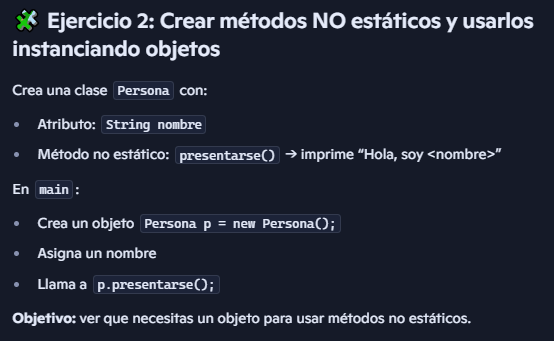 🧩 Ejercicio 2: Crear métodos NO estáticos y usarlos
instanciando objetos
Crea una clase Persona con:
• Atributo: String nombre
• Método no estático: presentarse() → imprime “Hola, soy <nombre>”
En main:
• Crea un objeto Persona p = new Persona();
• Asigna un nombre
• Llama a p.presentarse();
Objetivo: ver que necesitas un objeto para usar métodos no estáticos.